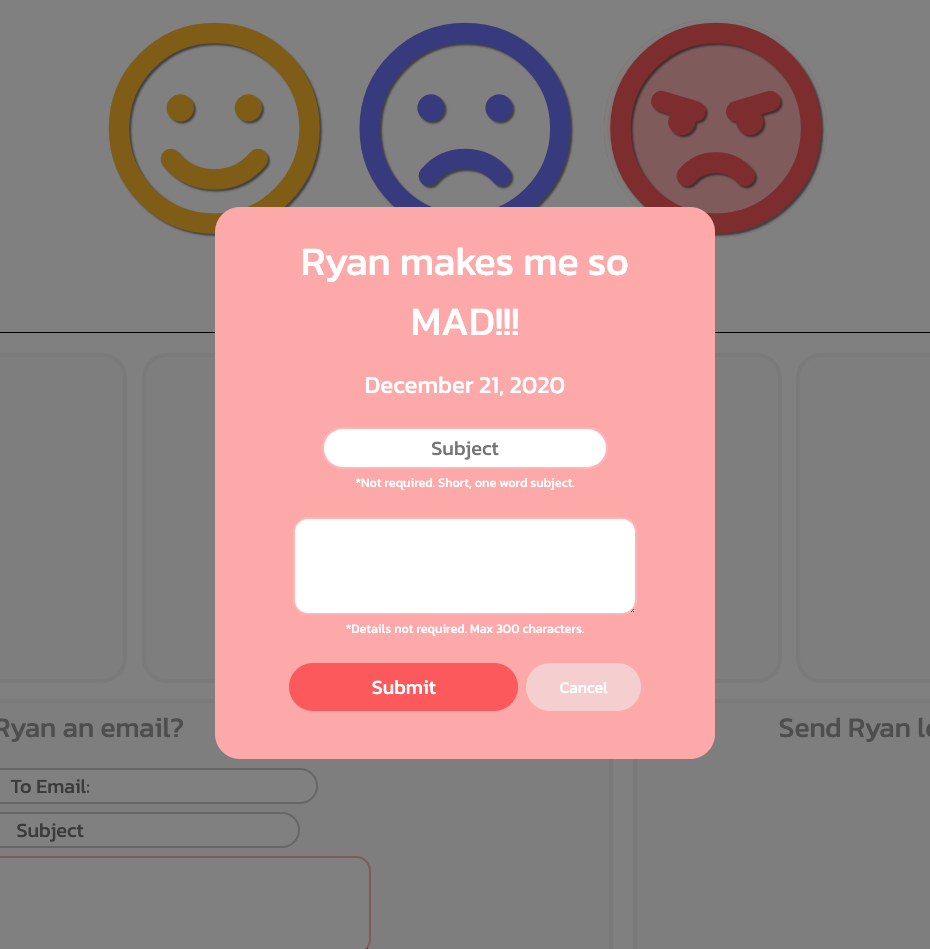 Ryan makes me so
MAD!!!
December 21, 2020
Subject
*Not required. Short, one word subject.
*Details not required. Max 300 characters.
Submit
Cancel
Ryan an email?
Send Ryan
To Email:
Subject